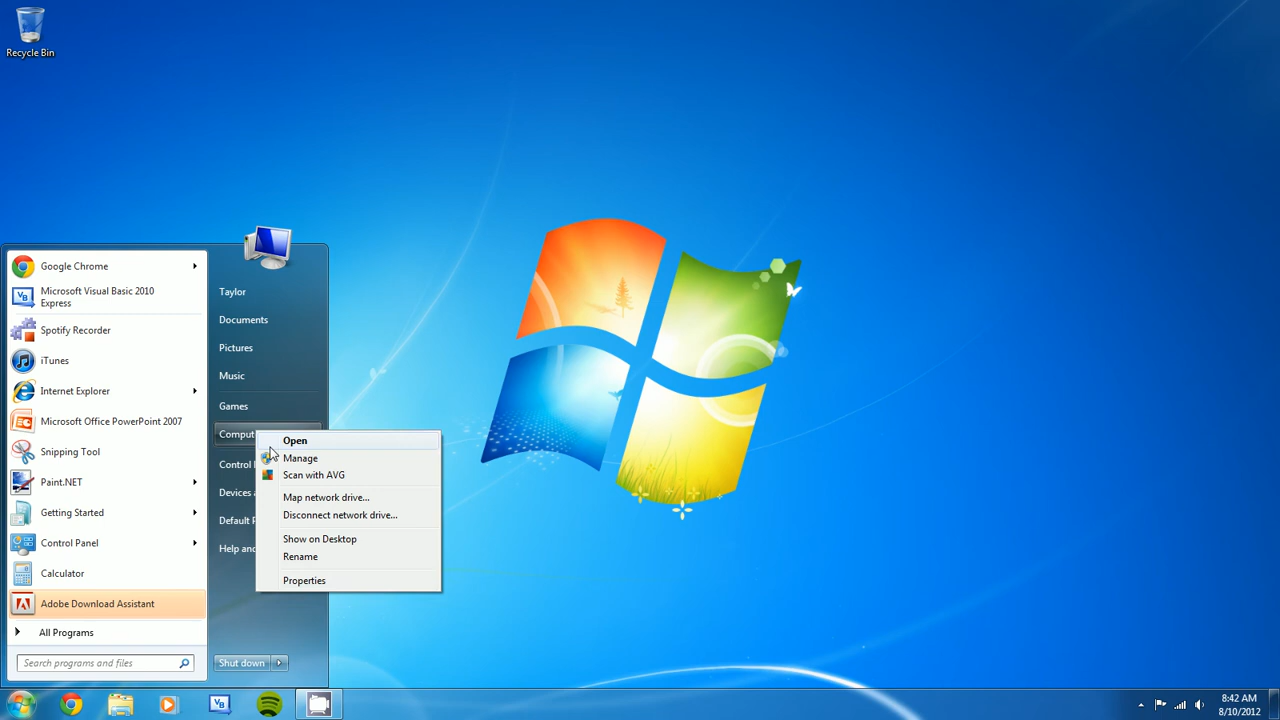 Recycle Bin
Google Chrome
Microsoft Visual Basic 2010
Express
Spotify Recorder
iTunes
Internet Explorer
Microsoft Office PowerPoint 2007
Snipping Tool
Paint.NET
Getting Started
Control Panel
Calculator
Adobe Download Assistant
All Programs
Search programs and files
Taylor
Documents
Pictures
Music
Games
Comput
Control
Devices a
Default P
Help and
Shut down
Open
Manage
Scan with AVG
Map network drive...
Disconnect network drive...
Show on Desktop
Rename
Properties
VB
VB
8:42 AM
8/10/2012